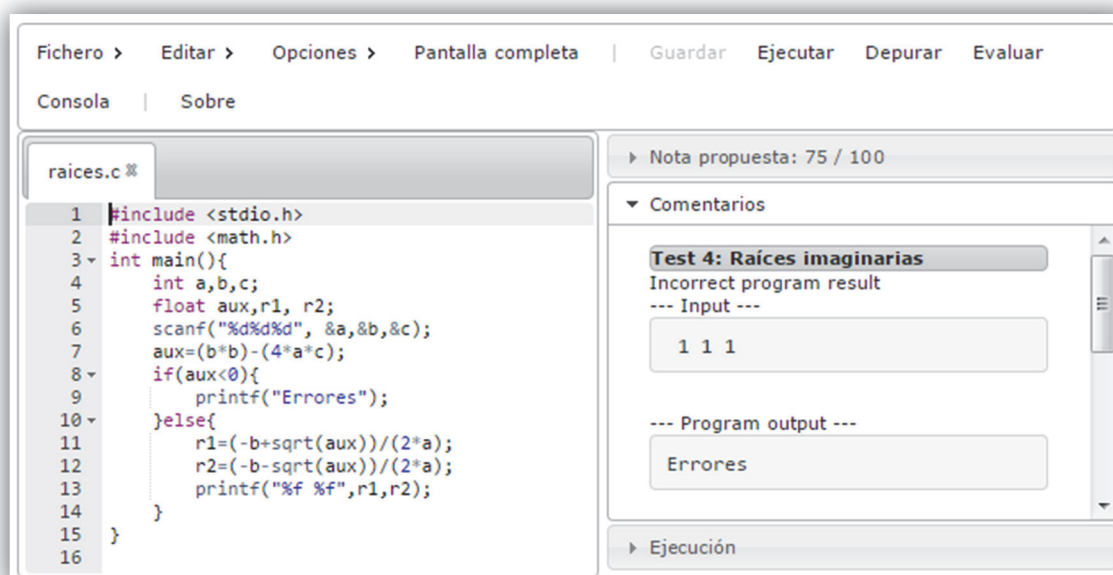 Fichero > Editar > Opciones > Pantalla completa | Guardar Ejecutar Depurar Evaluar
Consola | Sobre
raices.c
1 #include <stdio.h>
2 #include <math.h>
3 int main(){
4 int a,b,c;
5 float aux,r1, r2;
6 scanf("%d%d%d", &a,&b,&c);
7 aux=(b*b)-(4*a*c);
8 if(aux<0){
9 printf("Errores");
10 }else{
11 r1=(-b+sqrt(aux))/(2*a);
12 r2=(-b-sqrt(aux))/(2*a);
13 printf("%f %f",r1,r2);
14 }
15 }
16
Nota propuesta: 75 / 100
Comentarios
Test 4: Raíces imaginarias
Incorrect program result
--- Input ---
1 1 1
--- Program output ---
Errores
Ejecución